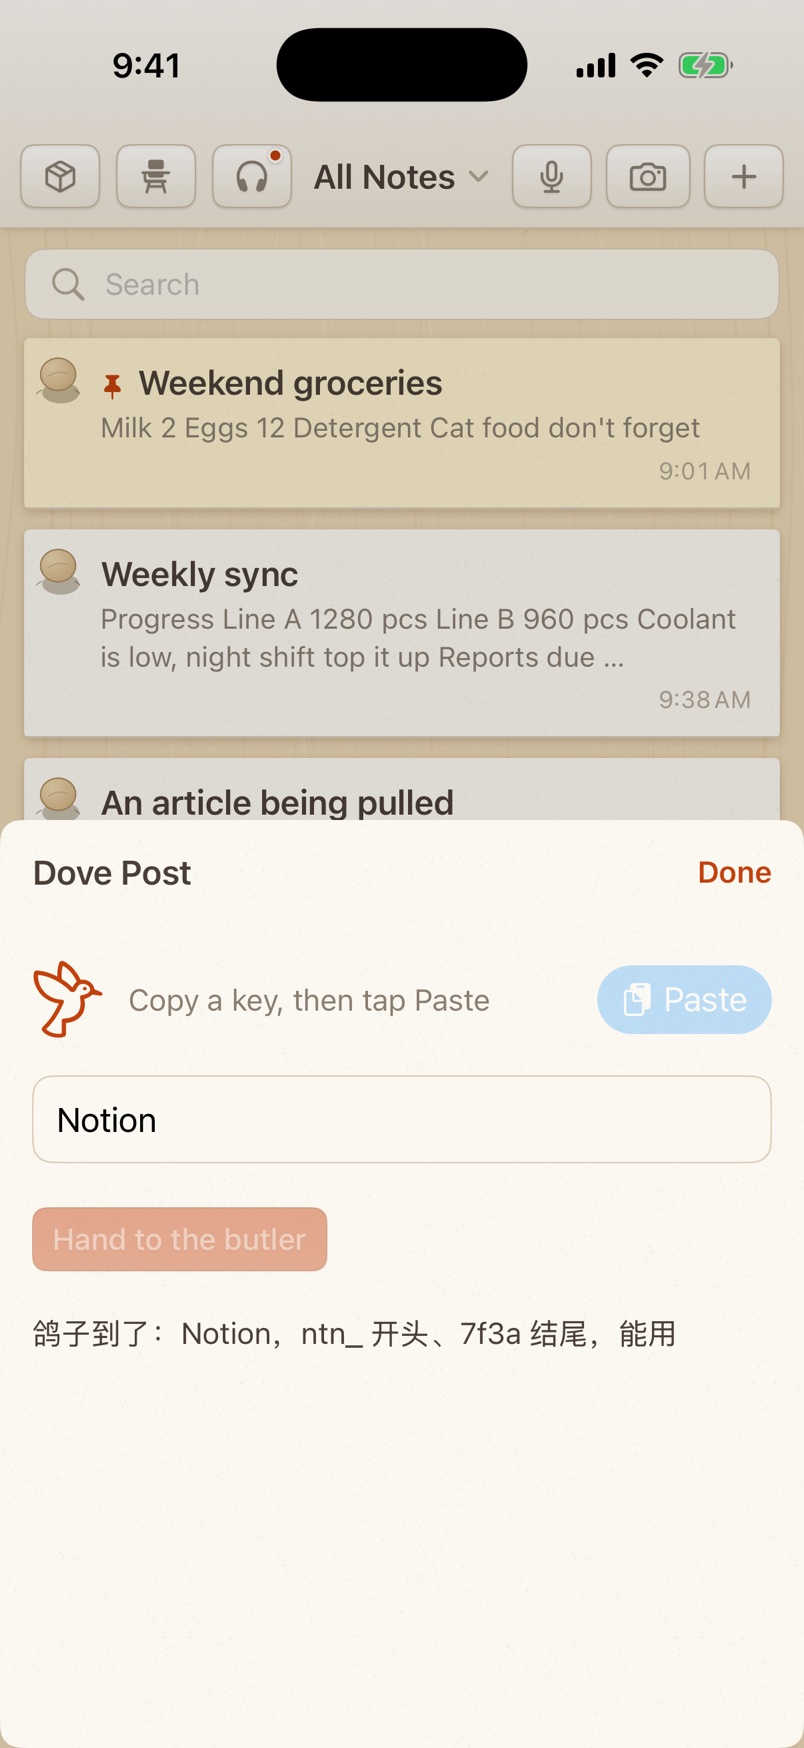 9:41
All Notes
Search
Weekend groceries
Milk 2 Eggs 12 Detergent Cat food don't forget
9:01 AM
Weekly sync
Progress Line A 1280 pcs Line B 960 pcs Coolant
is low, night shift top it up Reports due ...
9:38 AM
An article being pulled
Dove Post
Done
Copy a key, then tap Paste
Paste
Notion
Hand to the butler
鸽子到了：Notion，ntn_ 开头、7f3a 结尾，能用